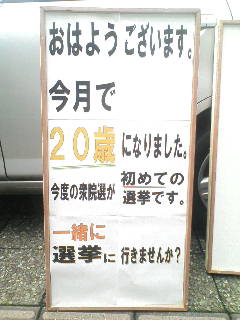 おはようございます。
今月で
20歳になりました。
今度の衆院選が初めての選挙です。
一緒に
選挙に行きませんか?